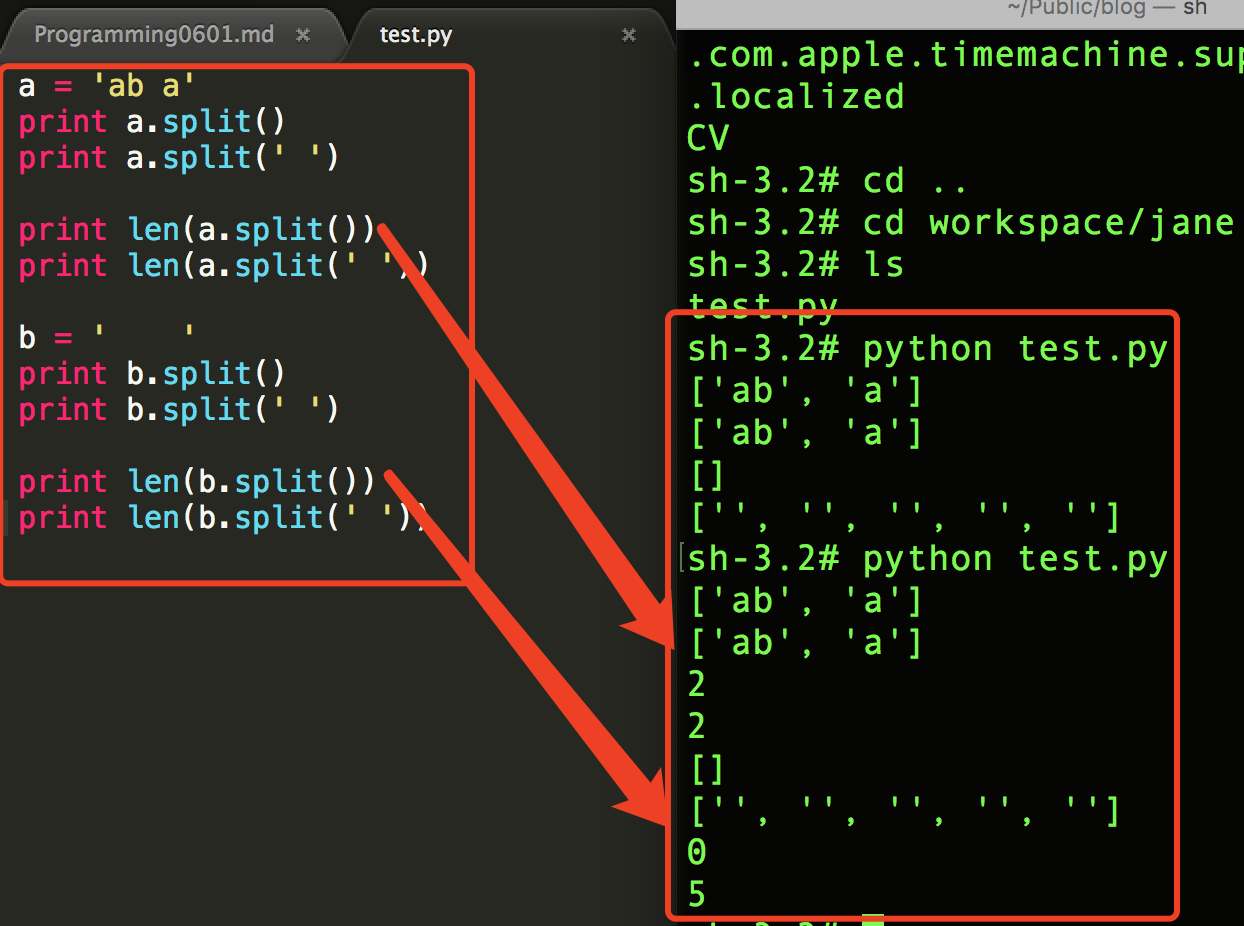 Programming0601.md
test.py
a = 'ab a'
print a.split()
print a.split(' ')
print len(a.split())
print len(a.split(' '))
b = '    '
print b.split()
print b.split(' ')
print len(b.split())
print len(b.split(' '))
~/Public/blog — sh
.com.apple.timemachine.sup
.localized
CV
sh-3.2# cd ..
sh-3.2# cd workspace/jane
sh-3.2# ls
test.py
sh-3.2# python test.py
['ab', 'a']
['ab', 'a']
[]
['', '', '', '', '']
sh-3.2# python test.py
['ab', 'a']
['ab', 'a']
2
2
[]
['', '', '', '', '']
0
5